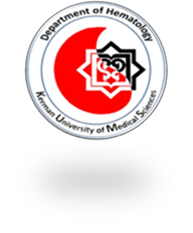 Department of Hematology
Kerman University of Medical Sciences